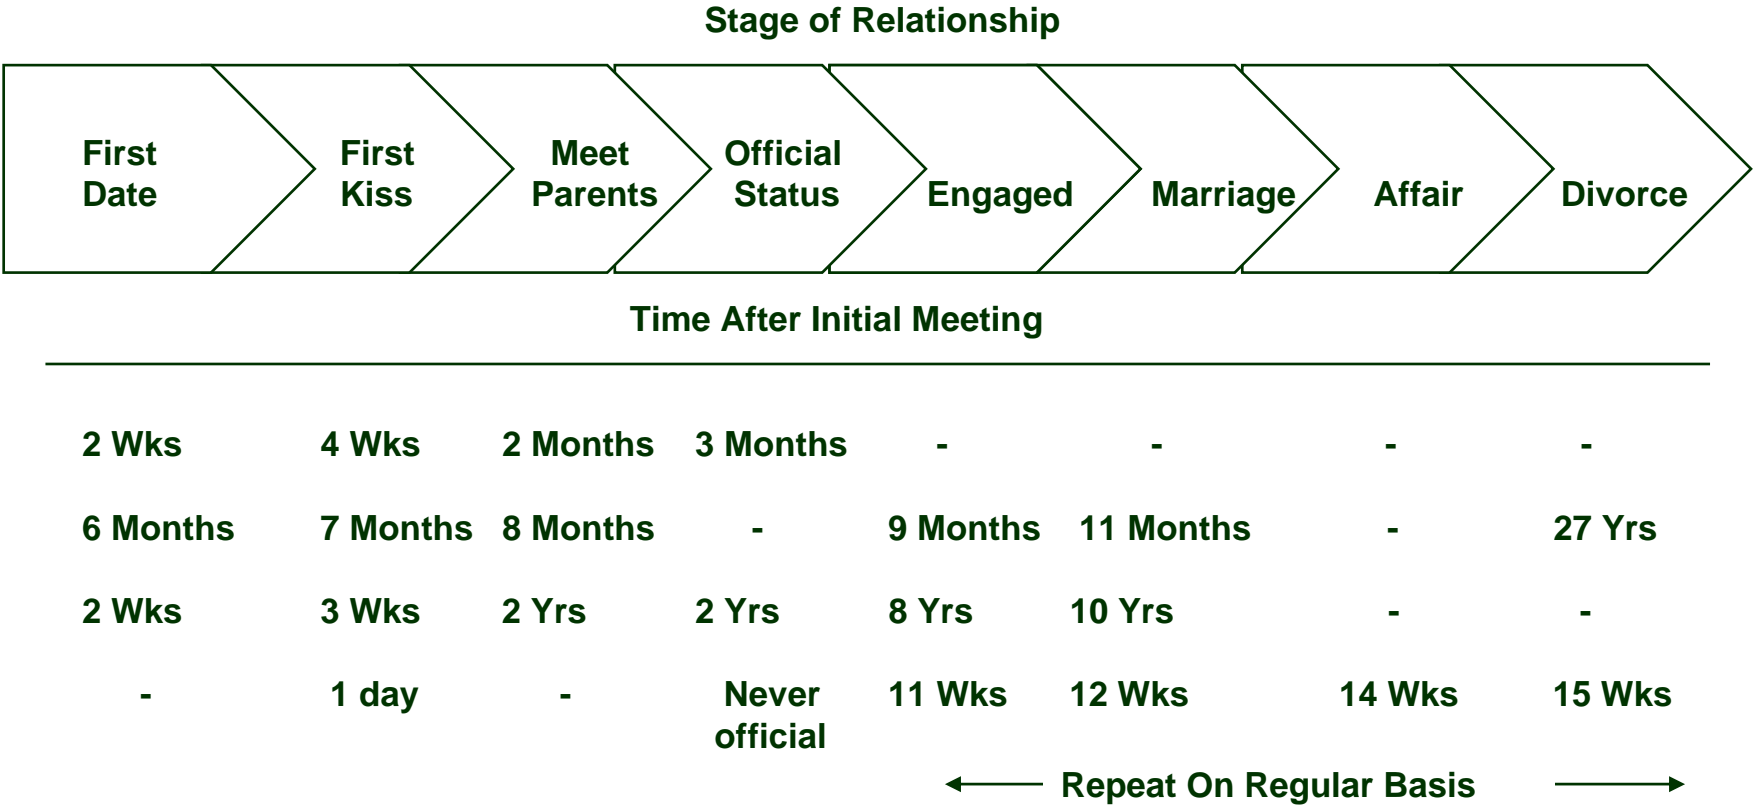 Stage of Relationship
First Date
First Kiss
Meet Parents
Official Status
Engaged
Marriage
Affair
Divorce
Time After Initial Meeting
2 Wks 4 Wks 2 Months 3 Months - - - -
6 Months 7 Months 8 Months - 9 Months 11 Months - 27 Yrs
2 Wks 3 Wks 2 Yrs 2 Yrs 8 Yrs 10 Yrs - -
- 1 day - Never official 11 Wks 12 Wks 14 Wks 15 Wks
Repeat On Regular Basis